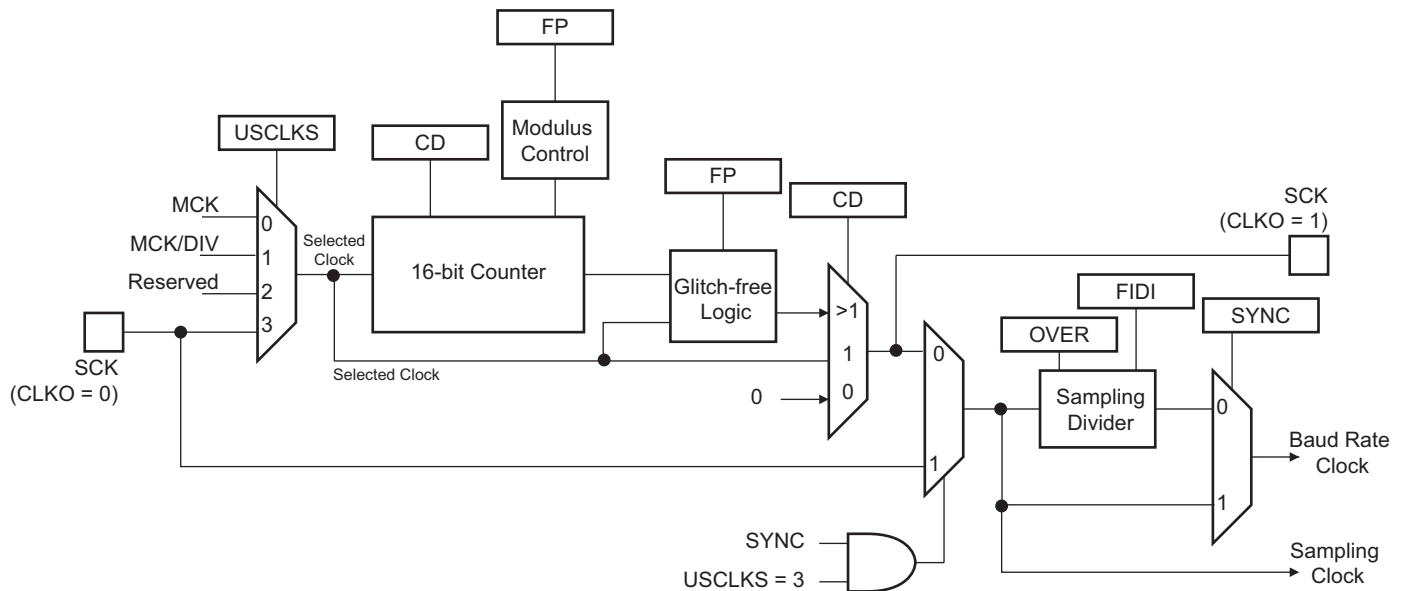 FP
USCLKS
CD
Modulus
Control
FP
CD
SCK
(CLKO = 1)
MCK
0
MCK/DIV
1
Reserved
2
3
Selected
Clock
16-bit Counter
Glitch-free
Logic
>1
1
0
0
SCK
(CLKO = 0)
Selected Clock
0
1
FIDI
OVER
SYNC
Sampling
Divider
0
1
Baud Rate
Clock
SYNC
USCLKS = 3
Sampling
Clock